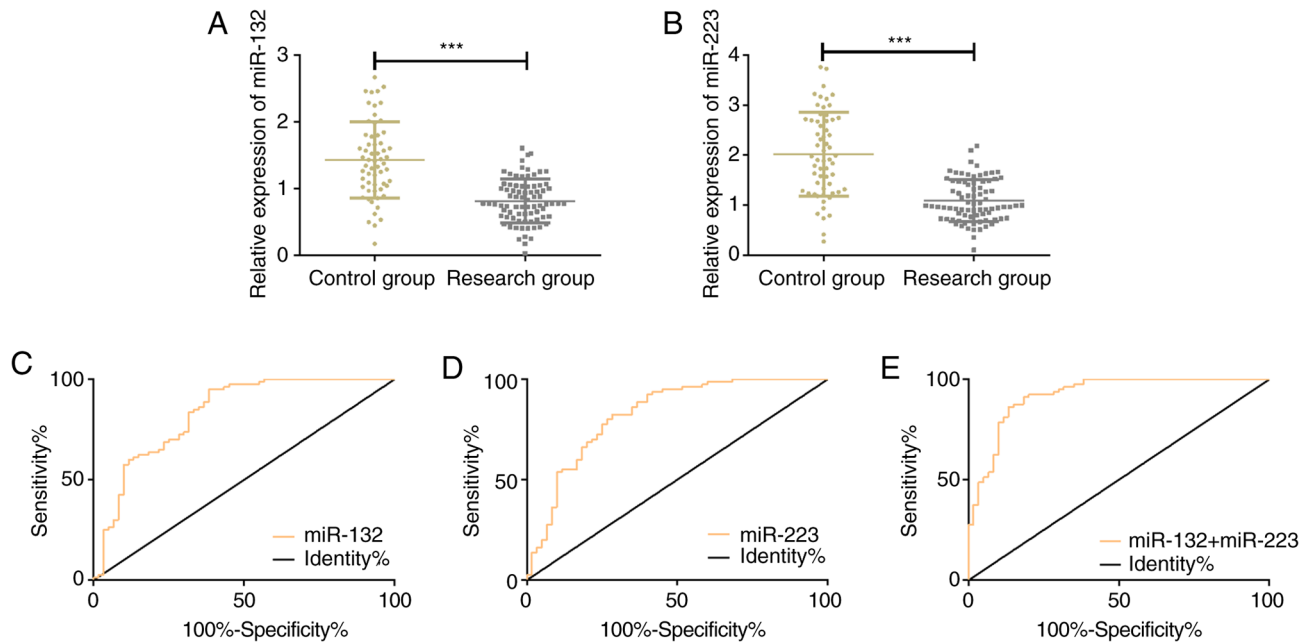 A
Relative expression of miR-132
3
2
1
0
***
Control group
Research group
B
Relative expression of miR-223
4
3
2
1
0
***
Control group
Research group
C
Sensitivity%
100
50
0
miR-132
Identity%
0
50
100
100%-Specificity%
D
Sensitivity%
100
50
0
miR-223
Identity%
0
50
100
100%-Specificity%
E
Sensitivity%
100
50
0
miR-132+miR-223
Identity%
0
50
100
100%-Specificity%